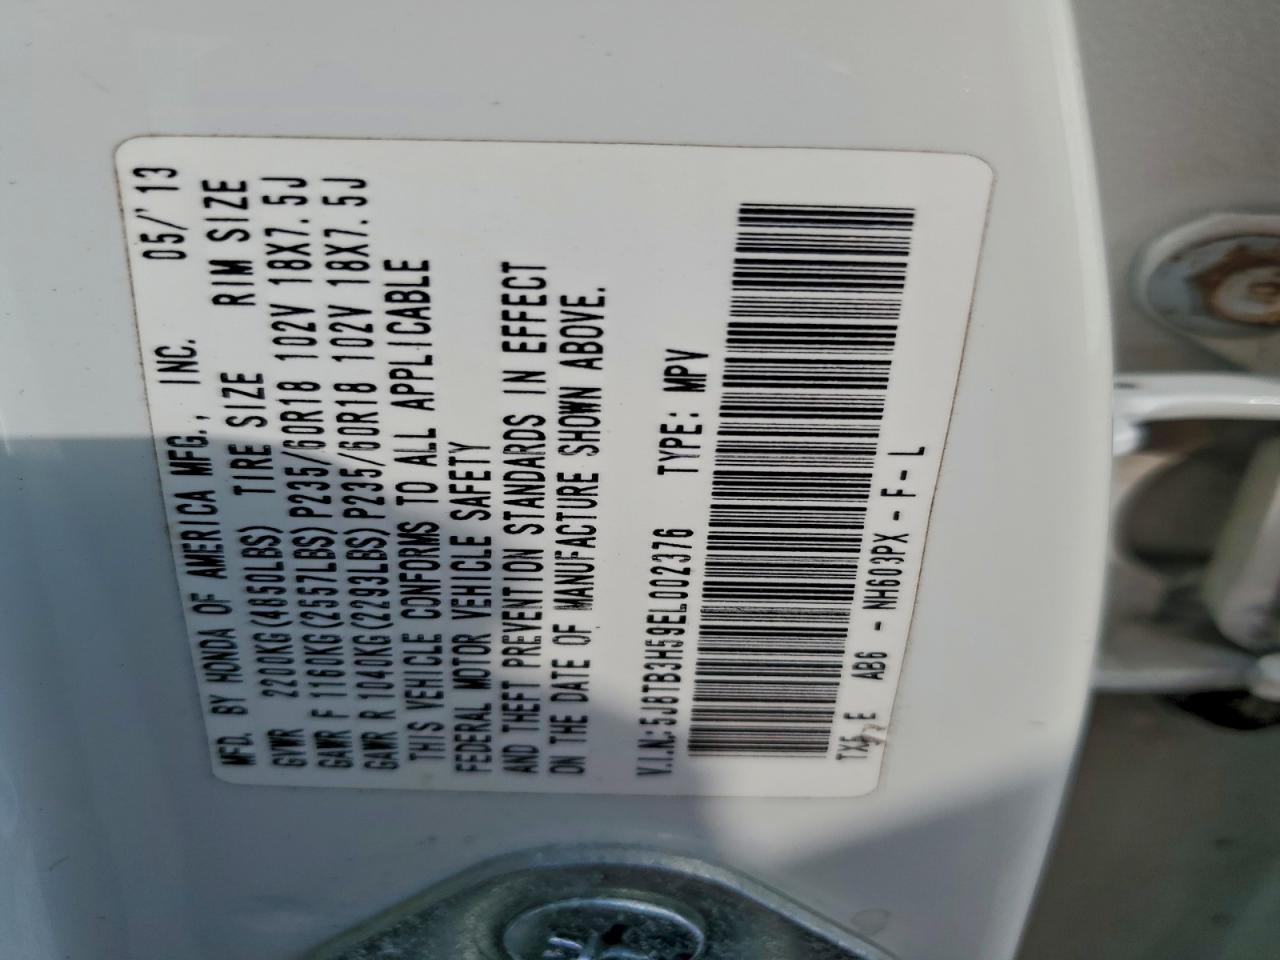 MFD. BY HONDA OF AMERICA MFG., INC. 05/'13
GVWR 2200KG(4850LBS) TIRE SIZE RIM SIZE
GAWR F 1160KG(2557LBS)P235/60R18 102V 18X7.5J
GAWR R 1040KG(2293LBS)P235/60R18 102V 18X7.5J
THIS VEHICLE CONFORMS TO ALL APPLICABLE
FEDERAL MOTOR VEHICLE SAFETY
AND THEFT PREVENTION STANDARDS IN EFFECT
ON THE DATE OF MANUFACTURE SHOWN ABOVE.
V.I.N:5J8TB3H59EL002376 TYPE: MPV
E AB6 - NH603PX - F - L